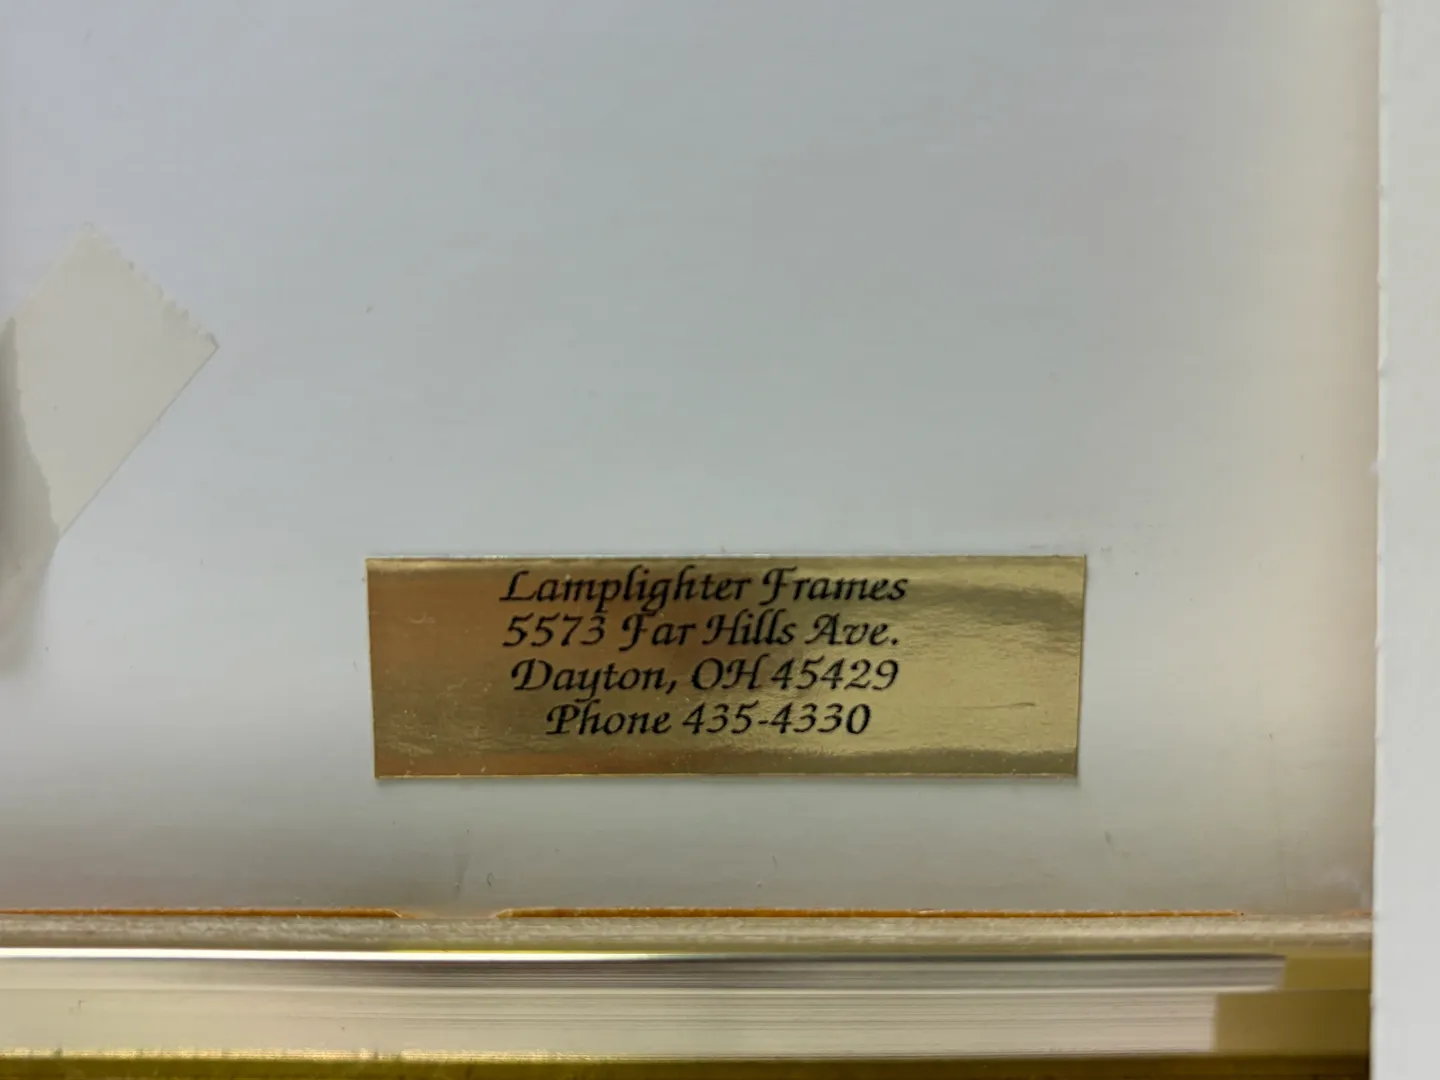 Lamplighter Frames
5573 Far Hills Ave.
Dayton, OH 45429
Phone 435-4330